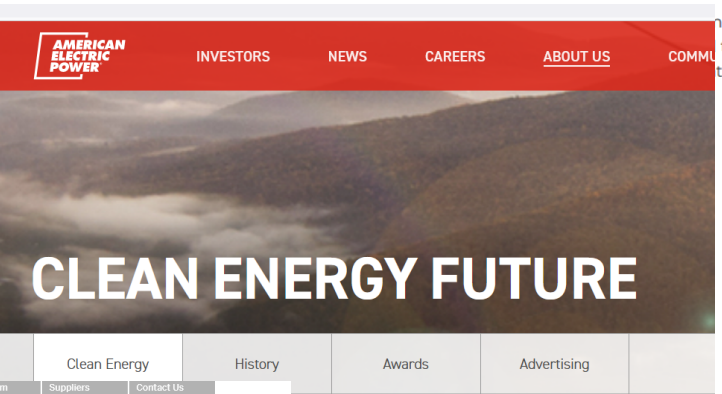 AMERICAN
ELECTRIC
POWER
INVESTORS NEWS CAREERS ABOUT US
CLEAN ENERGY FUTURE
Clean Energy History Awards Advertising
Suppliers Contact Us